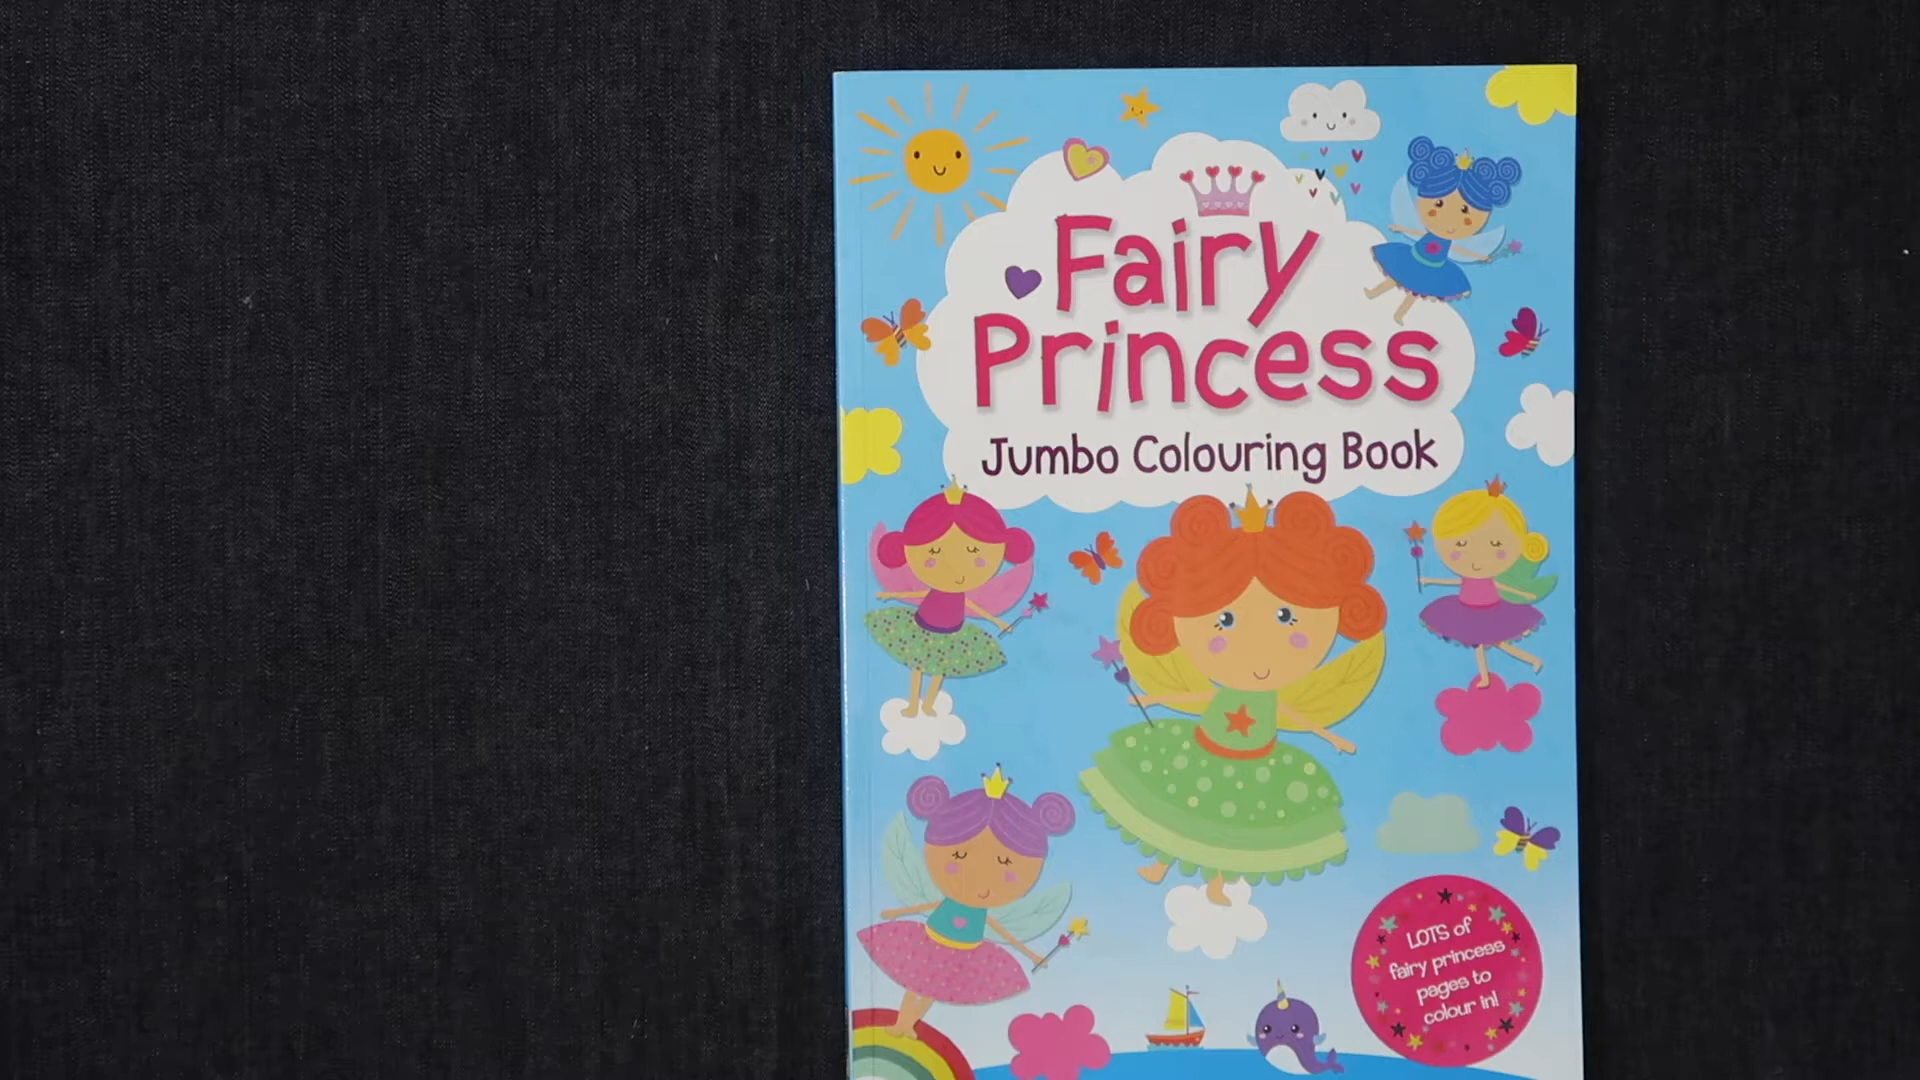 Fairy
Princess
Jumbo Colouring Book
LOTS of
fairy princess
pages to
colour in!